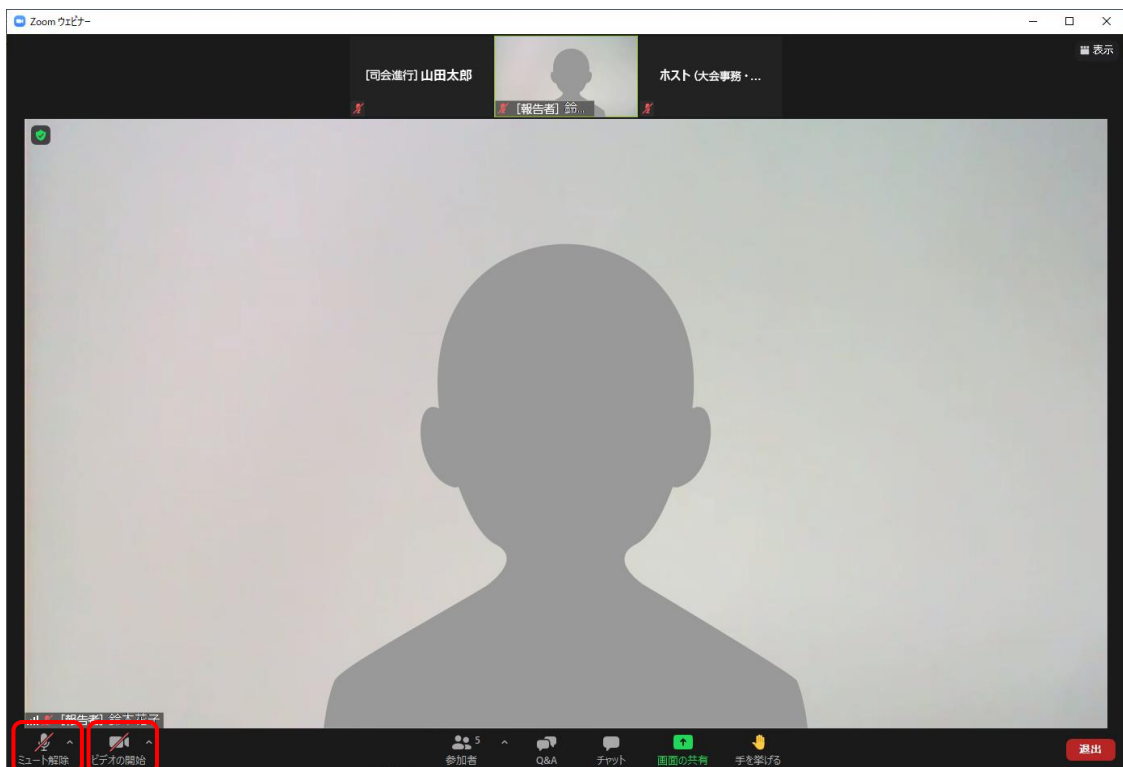 Zoom ウェビナー
表示
[司会進行] 山田太郎
[報告者] 鈴...
ホスト (大会事務・...
[報告者] 鈴木花子
ミュート解除
ビデオの開始
参加者
5
Q&A
チャット
画面の共有
手を挙げる
退出